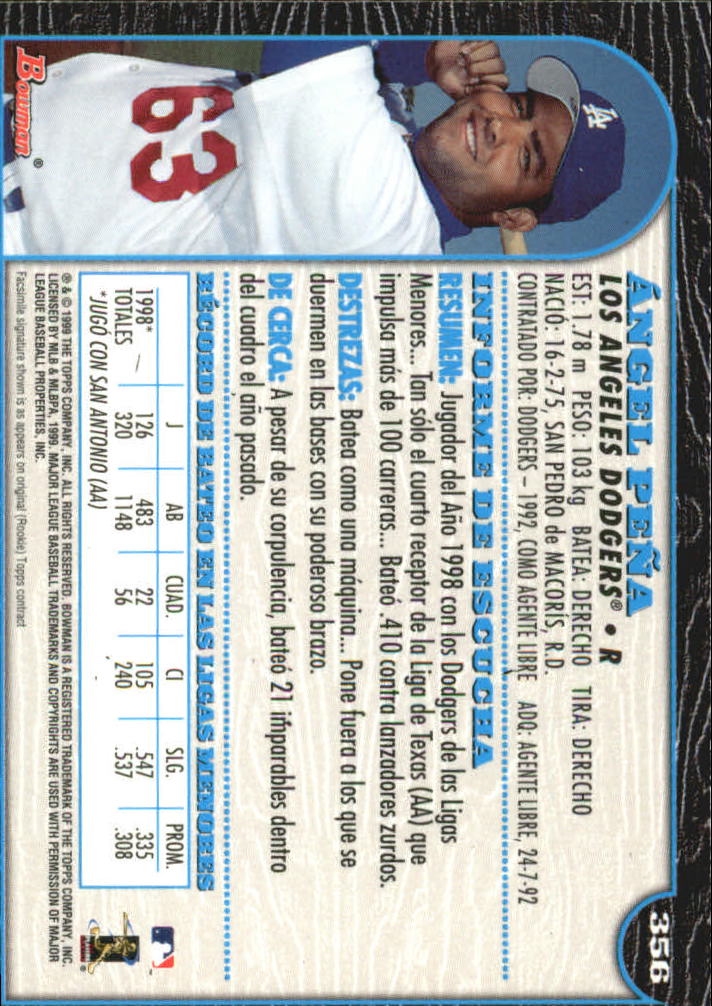 356
ÁNGEL PEÑA
LOS ANGELES DODGERS® • R
EST: 1,78 m PESO: 103 kg BATEA: DERECHO TIRA: DERECHO
NACIÓ: 16-2-75, SAN PEDRO de MACORÍS, R.D.
CONTRATADO POR: DODGERS – 1992, COMO AGENTE LIBRE ADQ: AGENTE LIBRE, 24-7-92
INFORME DE ESCUCHA
RESUMEN: Jugador del Año 1998 con los Dodgers de las Ligas
Menores... Tan sólo el cuarto receptor de la Liga de Texas (AA) que
impulsa más de 100 carreras... Bateó .410 contra lanzadores zurdos.
DESTREZAS: Batea como una máquina... Pone fuera a los que se
duermen en las bases con su poderoso brazo.
DE CERCA: A pesar de su corpulencia, bateó 21 imparables dentro
del cuadro el año pasado.
RÉCORD DE BATEO EN LAS LIGAS MENORES
J AB CUAD. CI SLG. PROM.
1998* 126 483 22 105 .547 .335
TOTALES 320 1148 56 240 .537 .308
*JUGÓ CON SAN ANTONIO (AA)
® & © 1999 THE TOPPS COMPANY, INC. ALL RIGHTS RESERVED. BOWMAN IS A REGISTERED TRADEMARK OF THE TOPPS COMPANY, INC.
LICENSED BY MLB & MLBPA, 1999. MAJOR LEAGUE BASEBALL TRADEMARKS AND COPYRIGHTS ARE USED WITH PERMISSION OF MAJOR
LEAGUE BASEBALL PROPERTIES, INC.
Facsimile signature shown is as appears on original (Rookie) Topps contract
LA
63
Bowman®